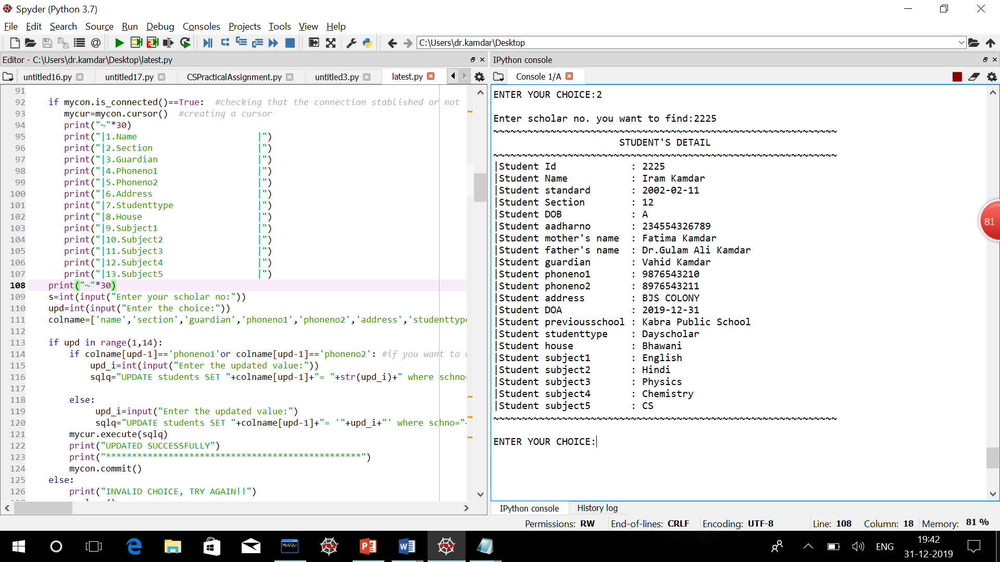 Spyder (Python 3.7)
File Edit Search Source Run Debug Consoles Projects Tools View Help
C:\Users\dr.kamdar\Desktop
Editor - C:\Users\dr.kamdar\Desktop\latest.py
untitled16.py untitled17.py CSPracticalAssignment.py untitled3.py latest.py
91
92 if mycon.is_connected()==True: #checking that the connection stablished or not
93 mycur=mycon.cursor() #creating a cursor
94 print("~"*30)
95 print("|1.Name |")
96 print("|2.Section |")
97 print("|3.Guardian |")
98 print("|4.Phoneno1 |")
99 print("|5.Phoneno2 |")
100 print("|6.Address |")
101 print("|7.Studenttype |")
102 print("|8.House |")
103 print("|9.Subject1 |")
104 print("|10.Subject2 |")
105 print("|11.Subject3 |")
106 print("|12.Subject4 |")
107 print("|13.Subject5 |")
108 print("~"*30)
109 s=int(input("Enter your scholar no:"))
110 upd=int(input("Enter the choice:"))
111 colname=['name','section','guardian','phoneno1','phoneno2','address','studenttype
112
113 if upd in range(1,14):
114 if colname[upd-1]=='phoneno1'or colname[upd-1]=='phoneno2': #if you want to
115 upd_i=int(input("Enter the updated value:"))
116 sqlq="UPDATE students SET "+colname[upd-1]+"= "+str(upd_i)+" where schno=
117
118 else:
119 upd_i=input("Enter the updated value:")
120 sqlq="UPDATE students SET "+colname[upd-1]+"= '"+upd_i+"' where schno="
121 mycur.execute(sqlq)
122 print("UPDATED SUCCESSFULLY")
123 print("*************************************************")
124 mycon.commit()
125 else:
126 print("INVALID CHOICE, TRY AGAIN!!")
IPython console
Console 1/A
ENTER YOUR CHOICE:2
Enter scholar no. you want to find:2225
~~~~~~~~~~~~~~~~~~~~~~~~~~~~~~~~~~~~~~~~~~~~~~~~~~~~~~~~~~~~
STUDENT'S DETAIL
~~~~~~~~~~~~~~~~~~~~~~~~~~~~~~~~~~~~~~~~~~~~~~~~~~~~~~~~~~~~
|Student Id : 2225
|Student Name : Iram Kamdar
|Student standard : 2002-02-11
|Student Section : 12
|Student DOB : A
|Student aadharno : 234554326789
|Student mother's name : Fatima Kamdar
|Student father's name : Dr.Gulam Ali Kamdar
|Student guardian : Vahid Kamdar
|Student phoneno1 : 9876543210
|Student phoneno2 : 8976543211
|Student address : BJS COLONY
|Student DOA : 2019-12-31
|Student previousschool : Kabra Public School
|Student studenttype : Dayscholar
|Student house : Bhawani
|Student subject1 : English
|Student subject2 : Hindi
|Student subject3 : Physics
|Student subject4 : Chemistry
|Student subject5 : CS
~~~~~~~~~~~~~~~~~~~~~~~~~~~~~~~~~~~~~~~~~~~~~~~~~~~~~~~~~~~~
ENTER YOUR CHOICE:
81
IPython console History log
Permissions: RW End-of-lines: CRLF Encoding: UTF-8 Line: 108 Column: 18 Memory: 81 %
MySQL
ENG
19:42
31-12-2019